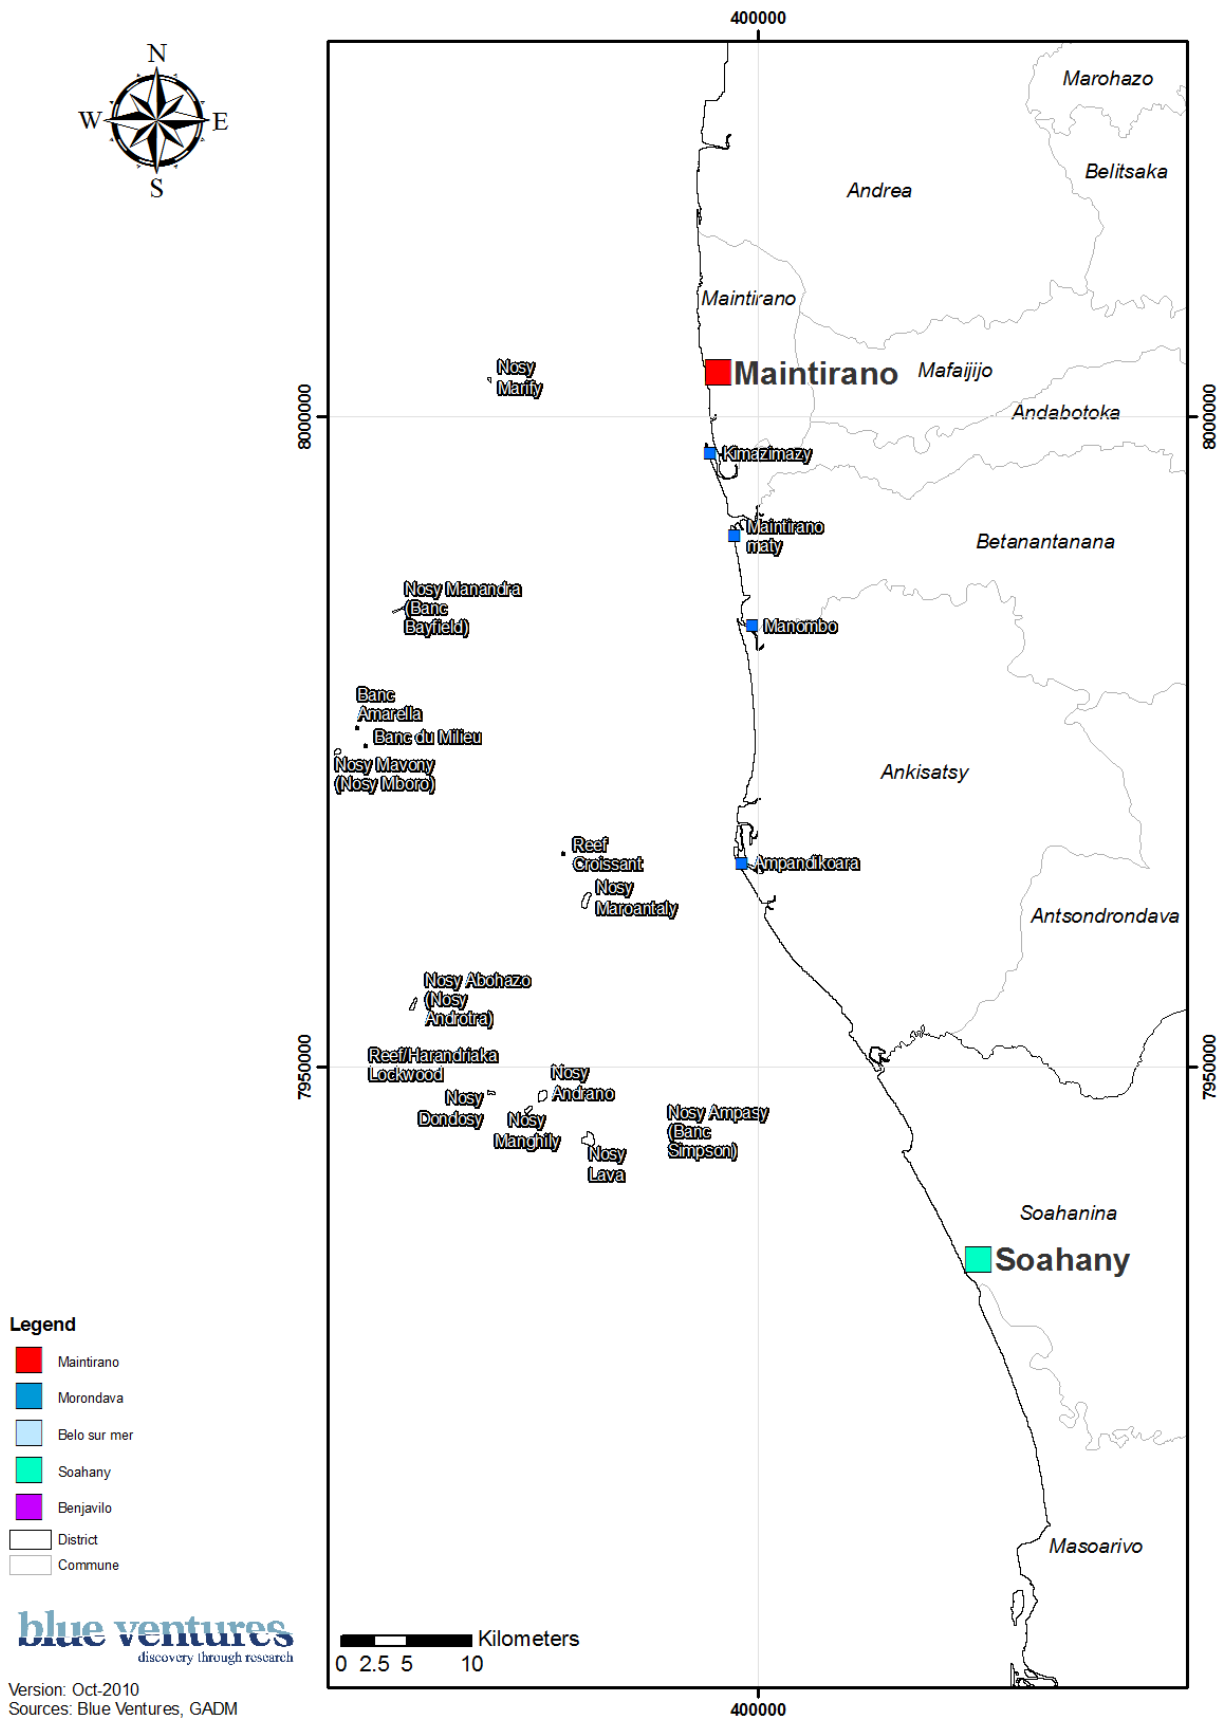 400000
N
W
E
S
Marohazo
Belitsaka
Andrea
Maintirano
Nosy
Marify
Maintirano
Mafaijijo
8000000
8000000
Andabotoka
Kimazimazy
Maintirano
maty
Betanantanana
Nosy Manandra
(Banc
Bayfield)
Manombo
Banc
Amarella
Banc du Milieu
Nosy Mavony
(Nosy Mboro)
Ankisatsy
Reef
Croissant
Ampandikoara
Nosy
Maroantaly
Antsondrondava
Nosy Abohazo
(Nosy
Androtra)
Reef/Harandriaka
Lockwood
7950000
7950000
Nosy
Andrano
Nosy
Dondosy
Nosy
Manghily
Nosy Ampasy
(Banc
Simpson)
Nosy
Lava
Soahanina
Soahany
Legend
Maintirano
Morondava
Belo sur mer
Soahany
Benjavilo
District
Commune
Masoarivo
blue ventures
discovery through research
Kilometers
0 2.5 5 10
Version: Oct-2010
Sources: Blue Ventures, GADM
400000